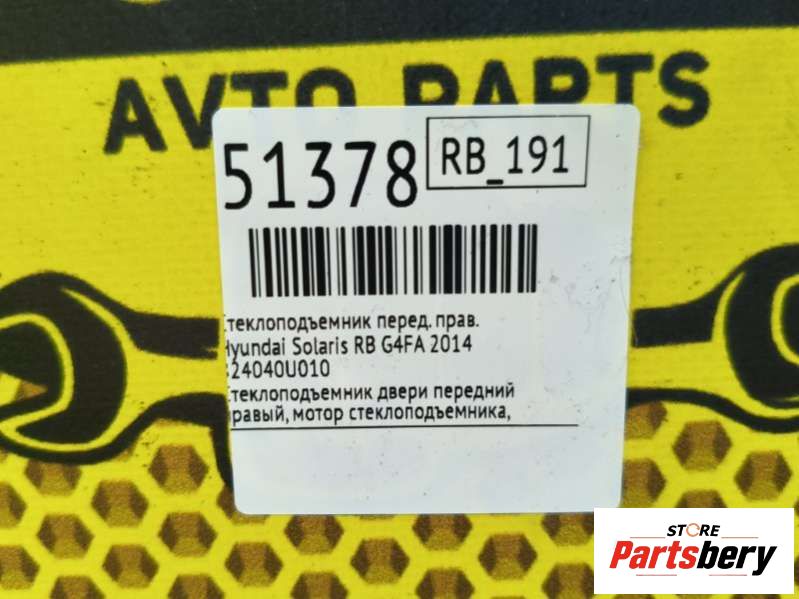 AVTO PARTS
51378
RB_191
Стеклоподъемник перед. прав.
Hyundai Solaris RB G4FA 2014
824040U010
Стеклоподъемник двери передний
правый, мотор стеклоподъемника,
STORE
Partsbery